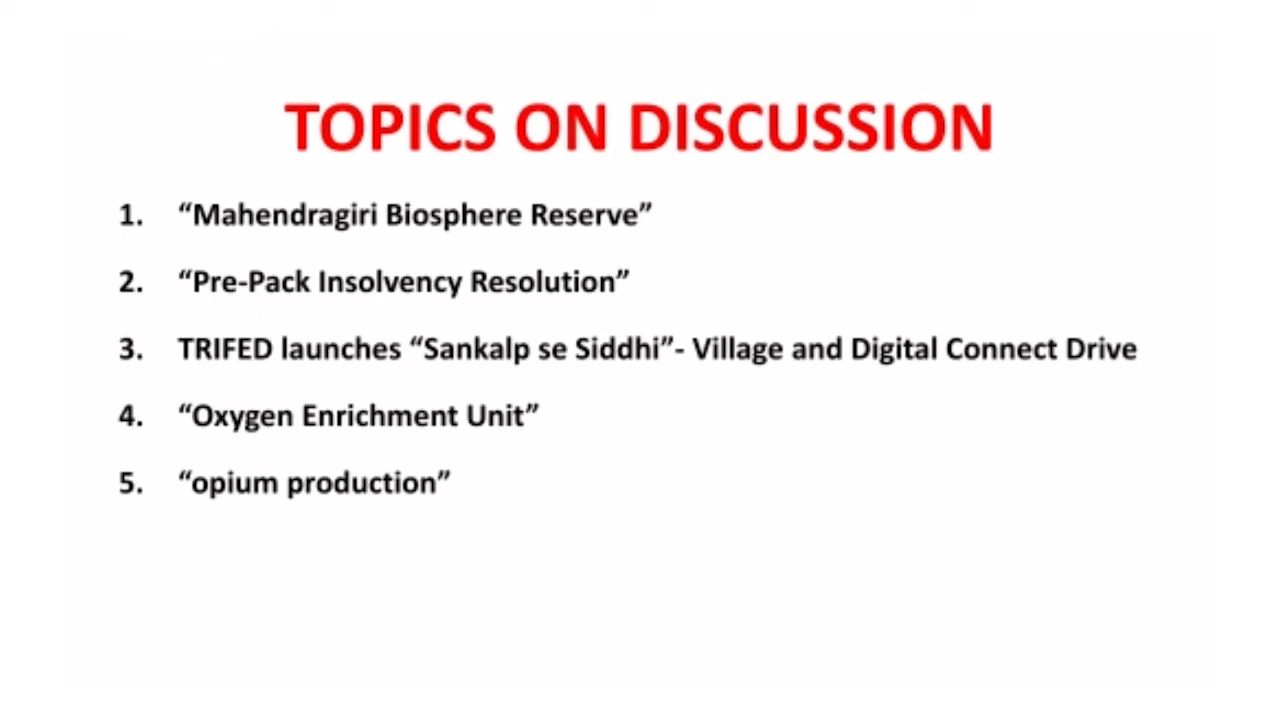 TOPICS ON DISCUSSION
1. “Mahendragiri Biosphere Reserve”
2. “Pre-Pack Insolvency Resolution”
3. TRIFED launches “Sankalp se Siddhi”- Village and Digital Connect Drive
4. “Oxygen Enrichment Unit”
5. “opium production”